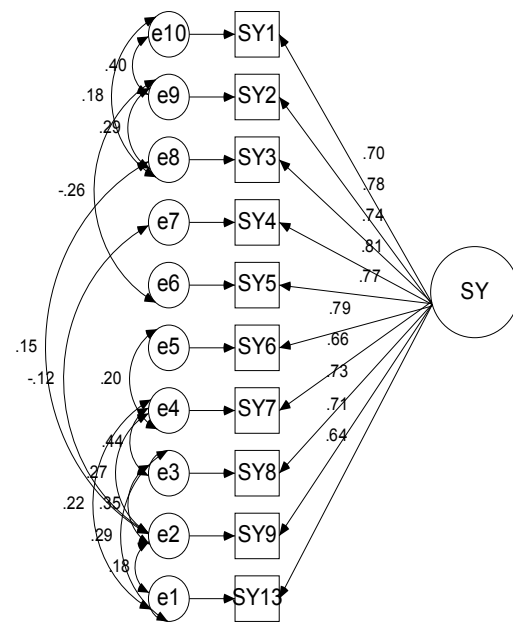 e10 SY1
.40
e9 SY2
.18
.29
e8 SY3
.70
.78
-.26
.74
e7 SY4
.81
.77
e6 SY5
SY
.79
.15
e5 SY6
.66
-.12
.20
.73
e4 SY7
.71
.44
.64
.27
e3 SY8
.22
.35
.29
e2 SY9
.18
e1 SY13